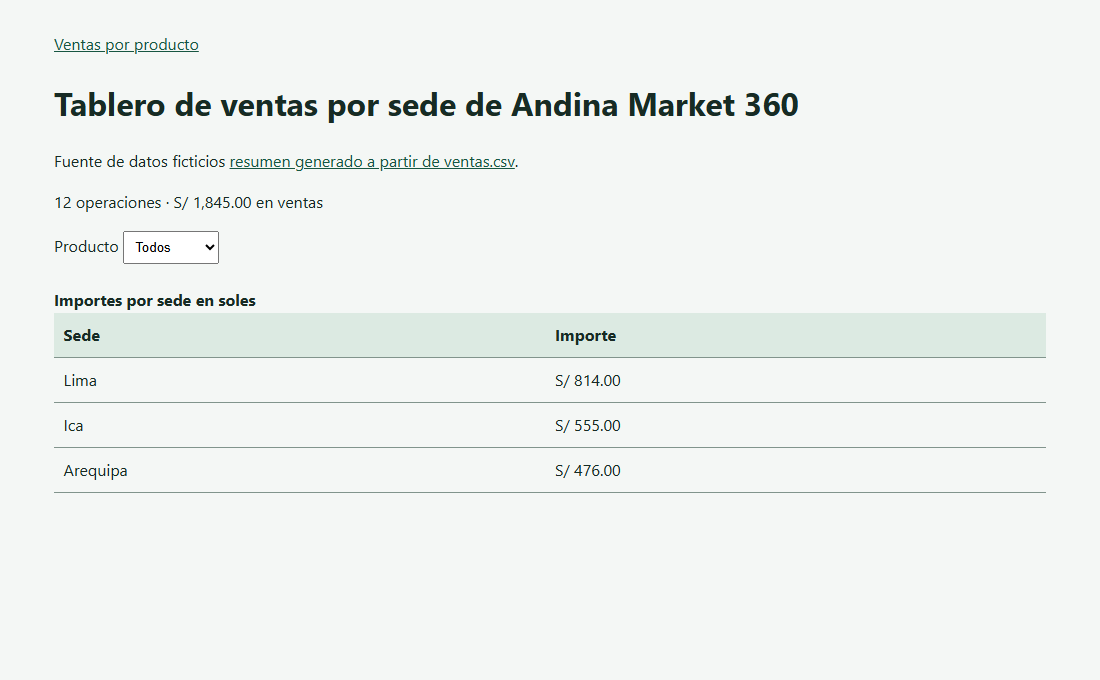 Ventas por producto
Tablero de ventas por sede de Andina Market 360
Fuente de datos ficticios resumen generado a partir de ventas.csv.
12 operaciones · S/ 1,845.00 en ventas
Producto Todos
Importes por sede en soles
Sede Importe
Lima S/ 814.00
Ica S/ 555.00
Arequipa S/ 476.00